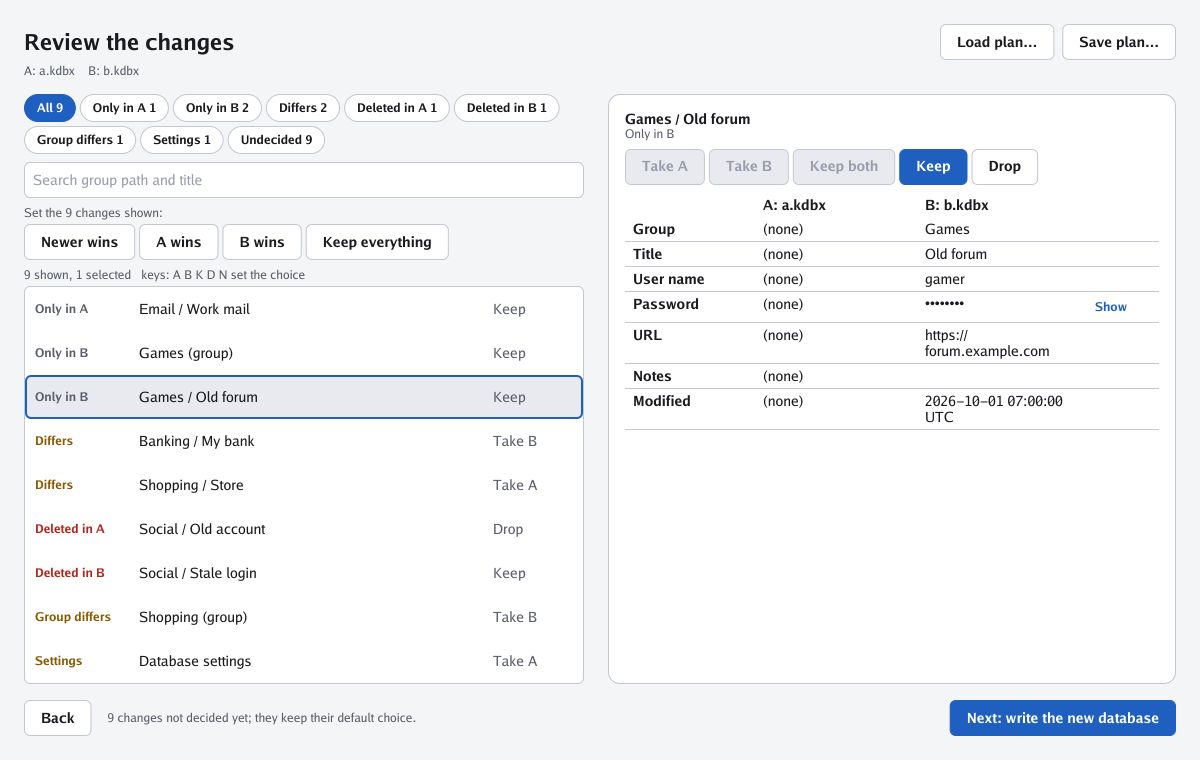 Review the changes
Load plan...
Save plan...
A: a.kdbx B: b.kdbx
All 9
Only in A 1
Only in B 2
Differs 2
Deleted in A 1
Deleted in B 1
Group differs 1
Settings 1
Undecided 9
Search group path and title
Set the 9 changes shown:
Newer wins
A wins
B wins
Keep everything
9 shown, 1 selected keys: A B K D N set the choice
Only in A Email / Work mail Keep
Only in B Games (group) Keep
Only in B Games / Old forum Keep
Differs Banking / My bank Take B
Differs Shopping / Store Take A
Deleted in A Social / Old account Drop
Deleted in B Social / Stale login Keep
Group differs Shopping (group) Take B
Settings Database settings Take A
Games / Old forum
Only in B
Take A
Take B
Keep both
Keep
Drop
A: a.kdbx B: b.kdbx
Group (none) Games
Title (none) Old forum
User name (none) gamer
Password (none) •••••••• Show
URL (none) https://
forum.example.com
Notes (none)
Modified (none) 2026-10-01 07:00:00
UTC
Back
9 changes not decided yet; they keep their default choice.
Next: write the new database